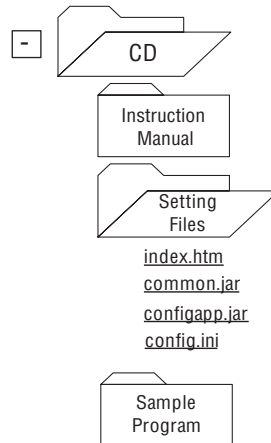 -
CD
Instruction
Manual
Setting
Files
index.htm
common.jar
configapp.jar
config.ini
Sample
Program